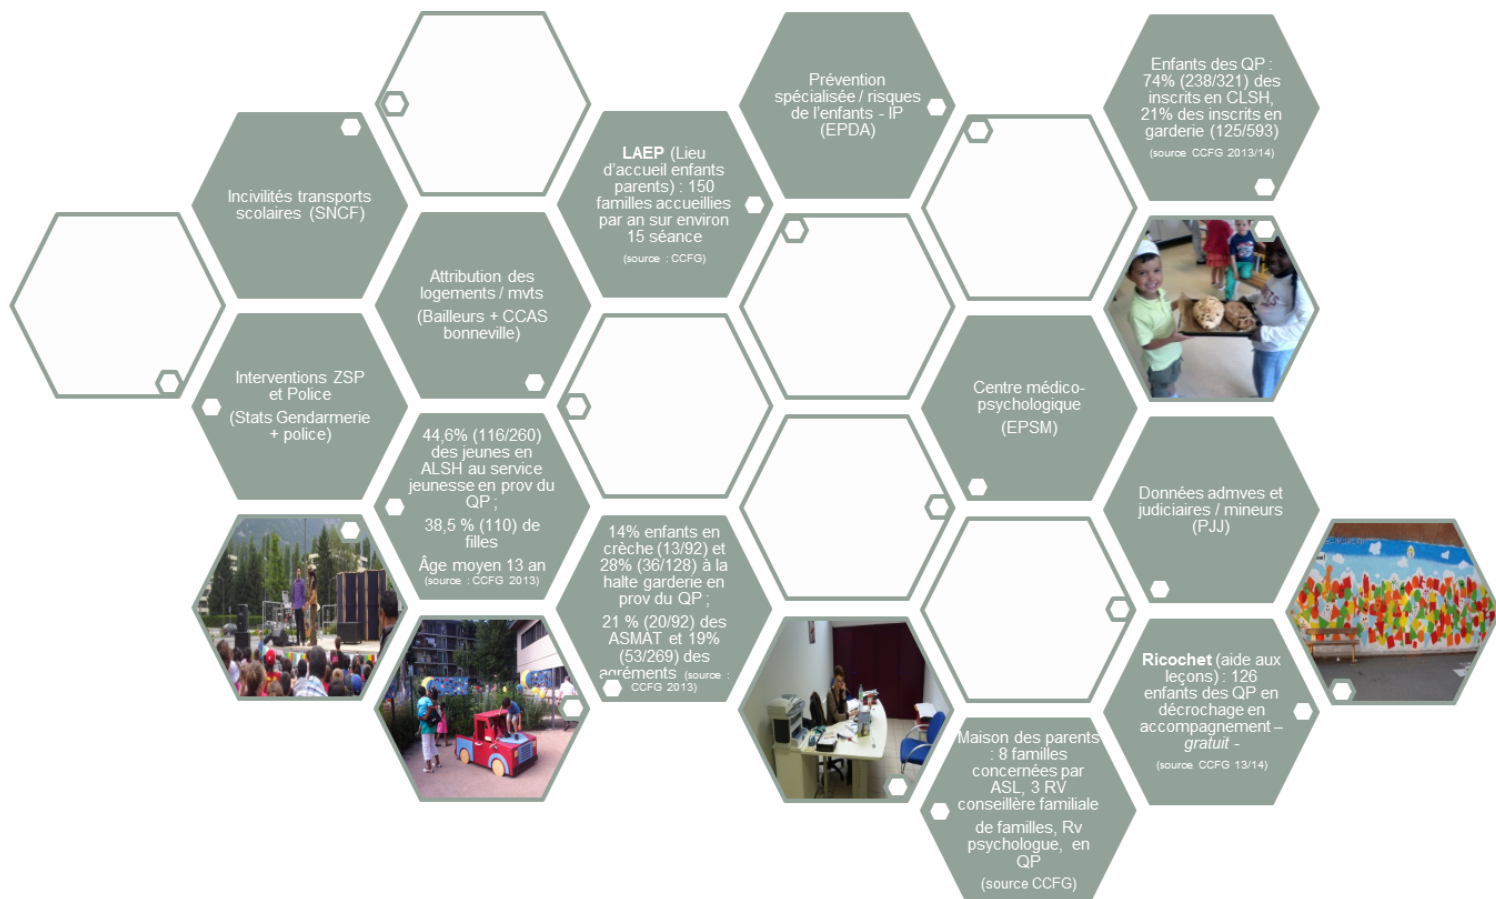 Incivilités transports
scolaires (SNCF)
Interventions ZSP
et Police
(Stats Gendarmerie
+ police)
Attribution des
logements / mvts
(Bailleurs + CCAS
bonneville)
44,6% (116/260)
des jeunes en
ALSH au service
jeunesse en prov du
QP ;
38,5 % (110) de
filles
Âge moyen 13 an
(source : CCFG 2013)
LAEP (Lieu
d’accueil enfants
parents) : 150
familles accueillies
par an sur environ
15 séance
(source : CCFG)
14% enfants en
crèche (13/92) et
28% (36/128) à la
halte garderie en
prov du QP ;
21 % (20/92) des
ASMAT et 19%
(53/269) des
agréments (source :
CCFG 2013)
Prévention
spécialisée / risques
de l’enfants - IP
(EPDA)
Centre médico-
psychologique
(EPSM)
Maison des parents
: 8 familles
concernées par
ASL, 3 RV
conseillère familiale
de familles, Rv
psychologue, en
QP
(source CCFG)
Enfants des QP :
74% (238/321) des
inscrits en CLSH,
21% des inscrits en
garderie (125/593)
(source CCFG 2013/14)
Données admves et
judiciaires / mineurs
(PJJ)
Ricochet (aide aux
leçons) : 126
enfants des QP en
décrochage en
accompagnement –
gratuit -
(source CCFG 13/14)